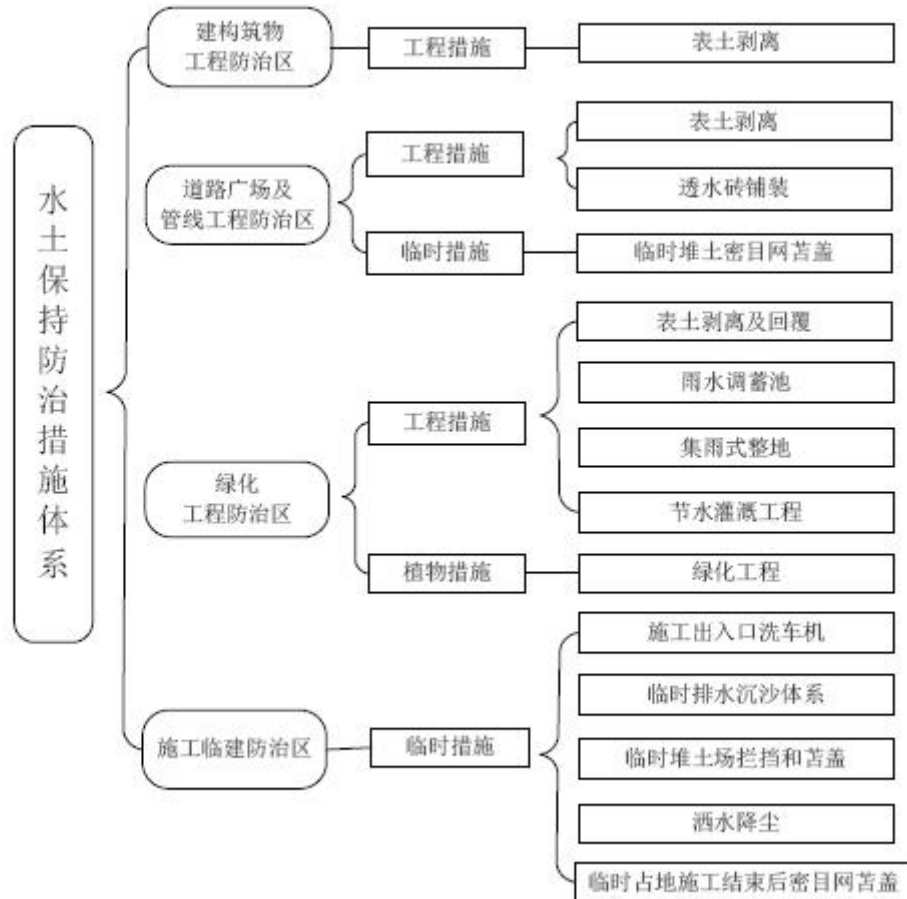 水土保持防治措施体系
建构筑物
工程防治区
工程措施
表土剥离
道路广场及
管线工程防治区
工程措施
表土剥离
透水砖铺装
临时措施
临时堆土密目网苫盖
绿化
工程防治区
工程措施
表土剥离及回覆
雨水调蓄池
集雨式整地
节水灌溉工程
植物措施
绿化工程
施工临建防治区
临时措施
施工出入口洗车机
临时排水沉沙体系
临时堆土场拦挡和苫盖
洒水降尘
临时占地施工结束后密目网苫盖